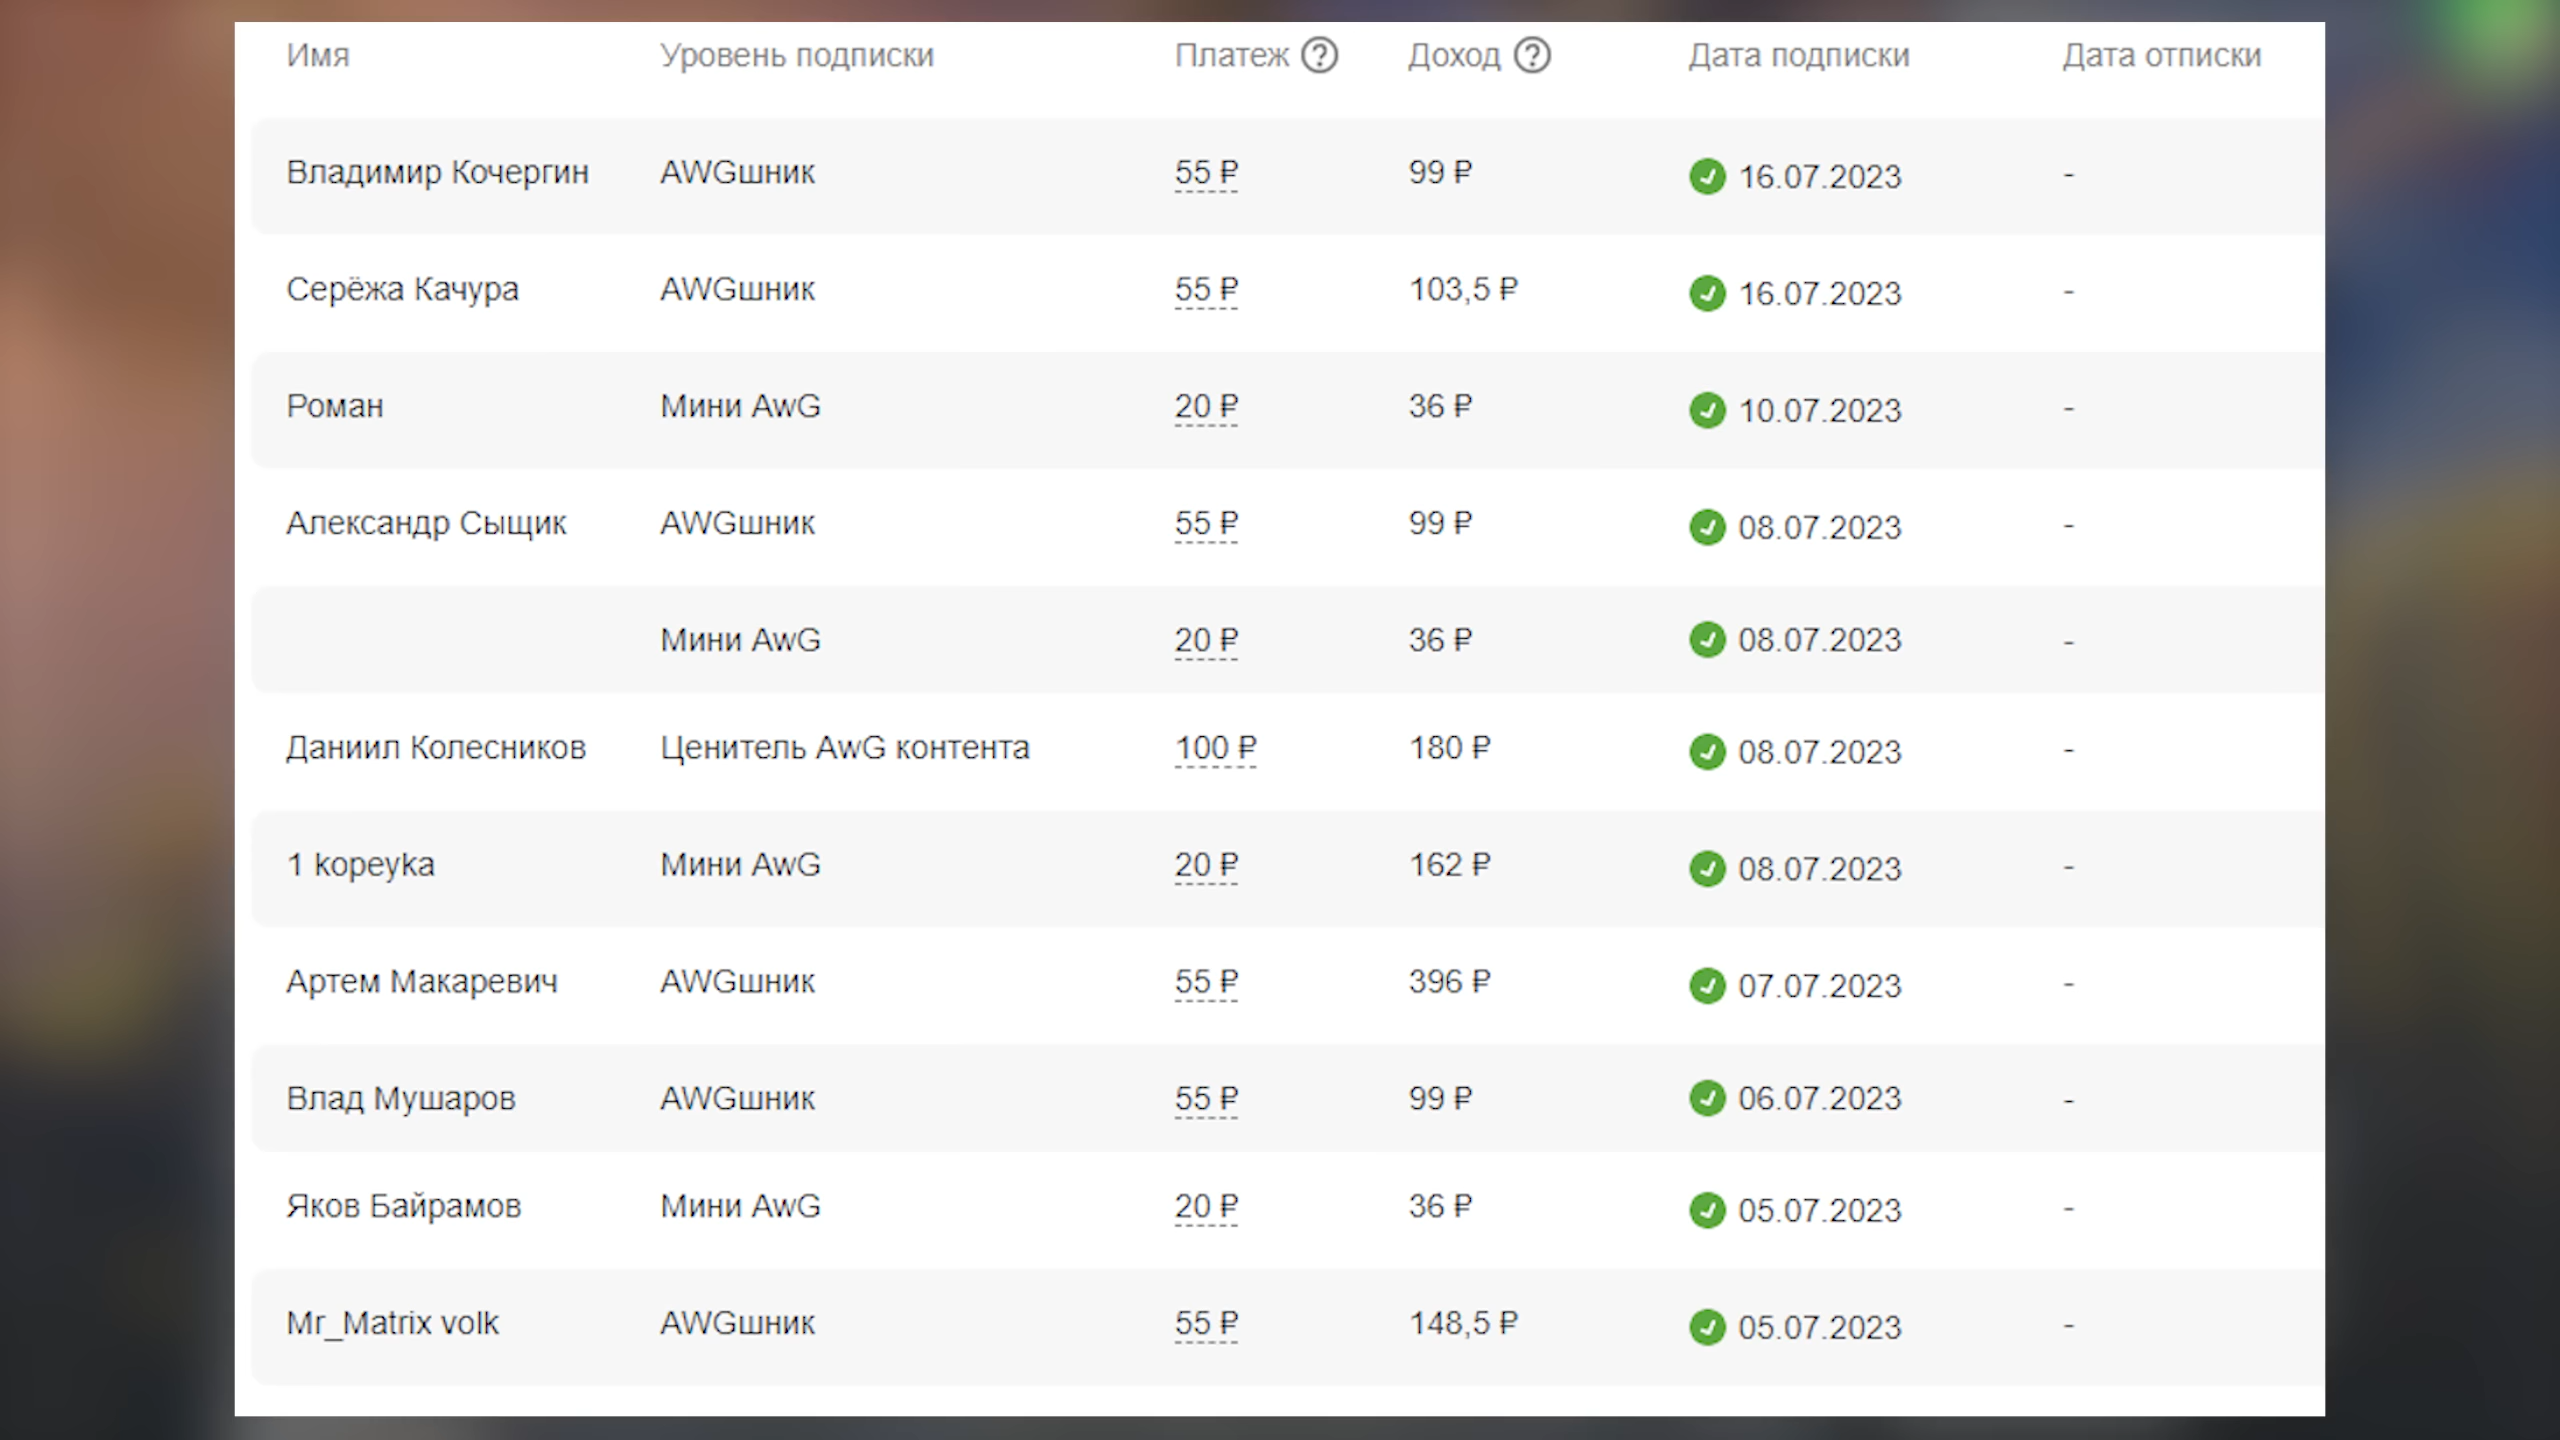 Имя Уровень подписки Платеж ? Доход ? Дата подписки Дата отписки
Владимир Кочергин AWGшник 55 ₽ 99 ₽ 16.07.2023 -
Серёжа Качура AWGшник 55 ₽ 103,5 ₽ 16.07.2023 -
Роман Мини AwG 20 ₽ 36 ₽ 10.07.2023 -
Александр Сыщик AWGшник 55 ₽ 99 ₽ 08.07.2023 -
Мини AwG 20 ₽ 36 ₽ 08.07.2023 -
Даниил Колесников Ценитель AwG контента 100 ₽ 180 ₽ 08.07.2023 -
1 kopeyka Мини AwG 20 ₽ 162 ₽ 08.07.2023 -
Артем Макаревич AWGшник 55 ₽ 396 ₽ 07.07.2023 -
Влад Мушаров AWGшник 55 ₽ 99 ₽ 06.07.2023 -
Яков Байрамов Мини AwG 20 ₽ 36 ₽ 05.07.2023 -
Mr_Matrix volk AWGшник 55 ₽ 148,5 ₽ 05.07.2023 -